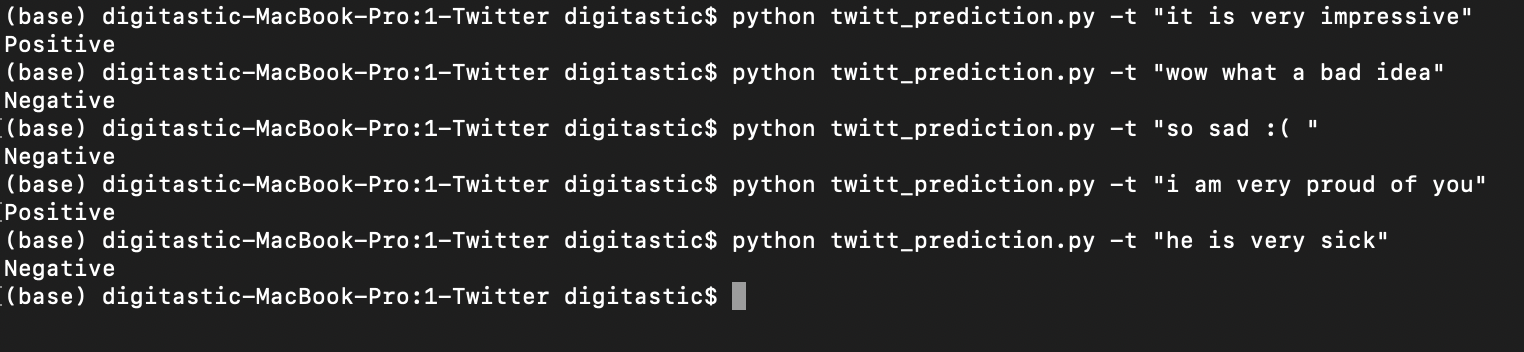 (base) digitastic-MacBook-Pro:1-Twitter digitastic$ python twitt_prediction.py -t "it is very impressive"
Positive
(base) digitastic-MacBook-Pro:1-Twitter digitastic$ python twitt_prediction.py -t "wow what a bad idea"
Negative
(base) digitastic-MacBook-Pro:1-Twitter digitastic$ python twitt_prediction.py -t "so sad :( "
Negative
(base) digitastic-MacBook-Pro:1-Twitter digitastic$ python twitt_prediction.py -t "i am very proud of you"
Positive
(base) digitastic-MacBook-Pro:1-Twitter digitastic$ python twitt_prediction.py -t "he is very sick"
Negative
(base) digitastic-MacBook-Pro:1-Twitter digitastic$